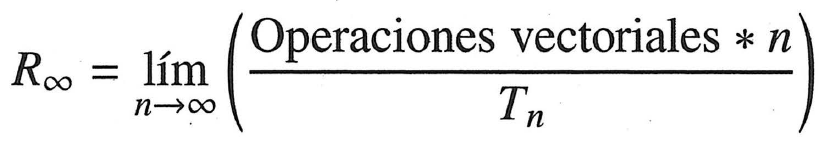 R∞ = lím n→∞ ( Operaciones vectoriales * n / Tn )